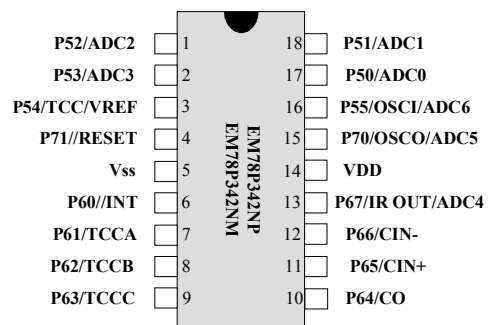 P52/ADC2 1 18 P51/ADC1
P53/ADC3 2 17 P50/ADC0
P54/TCC/VREF 3 16 P55/OSCI/ADC6
P71//RESET 4 15 P70/OSCO/ADC5
Vss 5 14 VDD
P60//INT 6 13 P67/IR OUT/ADC4
P61/TCCA 7 12 P66/CIN-
P62/TCCB 8 11 P65/CIN+
P63/TCCC 9 10 P64/CO
EM78P342NP
EM78P342NM